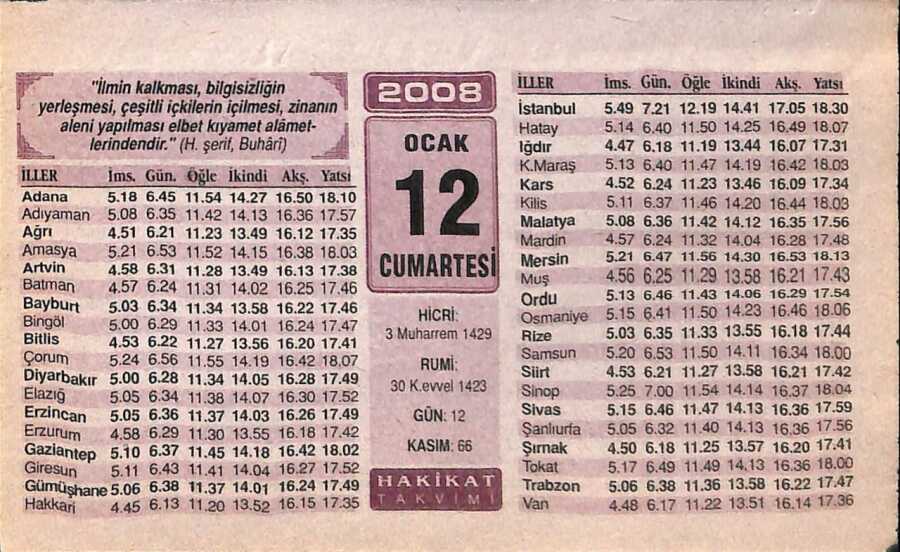 "İlmin kalkması, bilgisizliğin
yerleşmesi, çeşitli içkilerin içilmesi, zinanın
aleni yapılması elbet kıyamet alâmet-
lerindendir." (H. şerif, Buhârî)
İLLER İms. Gün. Öğle İkindi Akş. Yatsı
Adana 5.18 6.45 11.54 14.27 16.50 18.10
Adıyaman 5.08 6.35 11.42 14.13 16.36 17.57
Ağrı 4.51 6.21 11.23 13.49 16.12 17.35
Amasya 5.21 6.53 11.52 14.15 16.38 18.03
Artvin 4.58 6.31 11.28 13.49 16.13 17.38
Batman 4.57 6.24 11.31 14.02 16.25 17.46
Bayburt 5.03 6.34 11.34 13.58 16.22 17.46
Bingöl 5.00 6.29 11.33 14.01 16.24 17.47
Bitlis 4.53 6.22 11.27 13.56 16.20 17.41
Çorum 5.24 6.56 11.55 14.19 16.42 18.07
Diyarbakır 5.00 6.28 11.34 14.05 16.28 17.49
Elazığ 5.05 6.34 11.38 14.07 16.30 17.52
Erzincan 5.05 6.36 11.37 14.03 16.26 17.49
Erzurum 4.58 6.29 11.30 13.55 16.18 17.42
Gaziantep 5.10 6.37 11.45 14.18 16.42 18.02
Giresun 5.11 6.43 11.41 14.04 16.27 17.52
Gümüşhane 5.06 6.38 11.37 14.01 16.24 17.49
Hakkari 4.45 6.13 11.20 13.52 16.15 17.35
2008
OCAK
12
CUMARTESİ
HİCRİ:
3 Muharrem 1429
RUMİ:
30 K.evvel 1423
GÜN: 12
KASIM: 66
HAKİKAT
TAKVİMİ
İLLER İms. Gün. Öğle İkindi Akş. Yatsı
İstanbul 5.49 7.21 12.19 14.41 17.05 18.30
Hatay 5.14 6.40 11.50 14.25 16.49 18.07
Iğdır 4.47 6.18 11.19 13.44 16.07 17.31
K.Maraş 5.13 6.40 11.47 14.19 16.42 18.03
Kars 4.52 6.24 11.23 13.46 16.09 17.34
Kilis 5.11 6.37 11.46 14.20 16.44 18.03
Malatya 5.08 6.36 11.42 14.12 16.35 17.56
Mardin 4.57 6.24 11.32 14.04 16.28 17.48
Mersin 5.21 6.47 11.56 14.30 16.53 18.13
Muş 4.56 6.25 11.29 13.58 16.21 17.43
Ordu 5.13 6.46 11.43 14.06 16.29 17.54
Osmaniye 5.15 6.41 11.50 14.23 16.46 18.06
Rize 5.03 6.35 11.33 13.55 16.18 17.44
Samsun 5.20 6.53 11.50 14.11 16.34 18.00
Siirt 4.53 6.21 11.27 13.58 16.21 17.42
Sinop 5.25 7.00 11.54 14.14 16.37 18.04
Sivas 5.15 6.46 11.47 14.13 16.36 17.59
Şanlıurfa 5.05 6.32 11.40 14.13 16.36 17.56
Şırnak 4.50 6.18 11.25 13.57 16.20 17.41
Tokat 5.17 6.49 11.49 14.13 16.36 18.00
Trabzon 5.06 6.38 11.36 13.58 16.22 17.47
Van 4.48 6.17 11.22 13.51 16.14 17.36